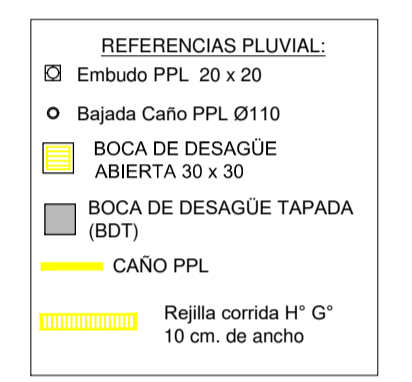 REFERENCIAS PLUVIAL:
Embudo PPL 20 x 20
Bajada Caño PPL Ø110
BOCA DE DESAGÜE
ABIERTA 30 x 30
BOCA DE DESAGÜE TAPADA
(BDT)
CAÑO PPL
Rejilla corrida H° G°
10 cm. de ancho